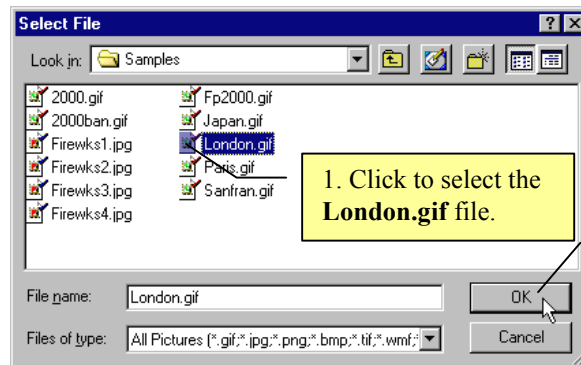 Select File
Look in: Samples
2000.gif Fp2000.gif
2000ban.gif Japan.gif
Firewks1.jpg London.gif
Firewks2.jpg Paris.gif
Firewks3.jpg Sanfran.gif
Firewks4.jpg
1. Click to select the
London.gif file.
File name: London.gif OK
Files of type: All Pictures (*.gif;*.jpg;*.png;*.bmp;*.tif;*.wmf; Cancel